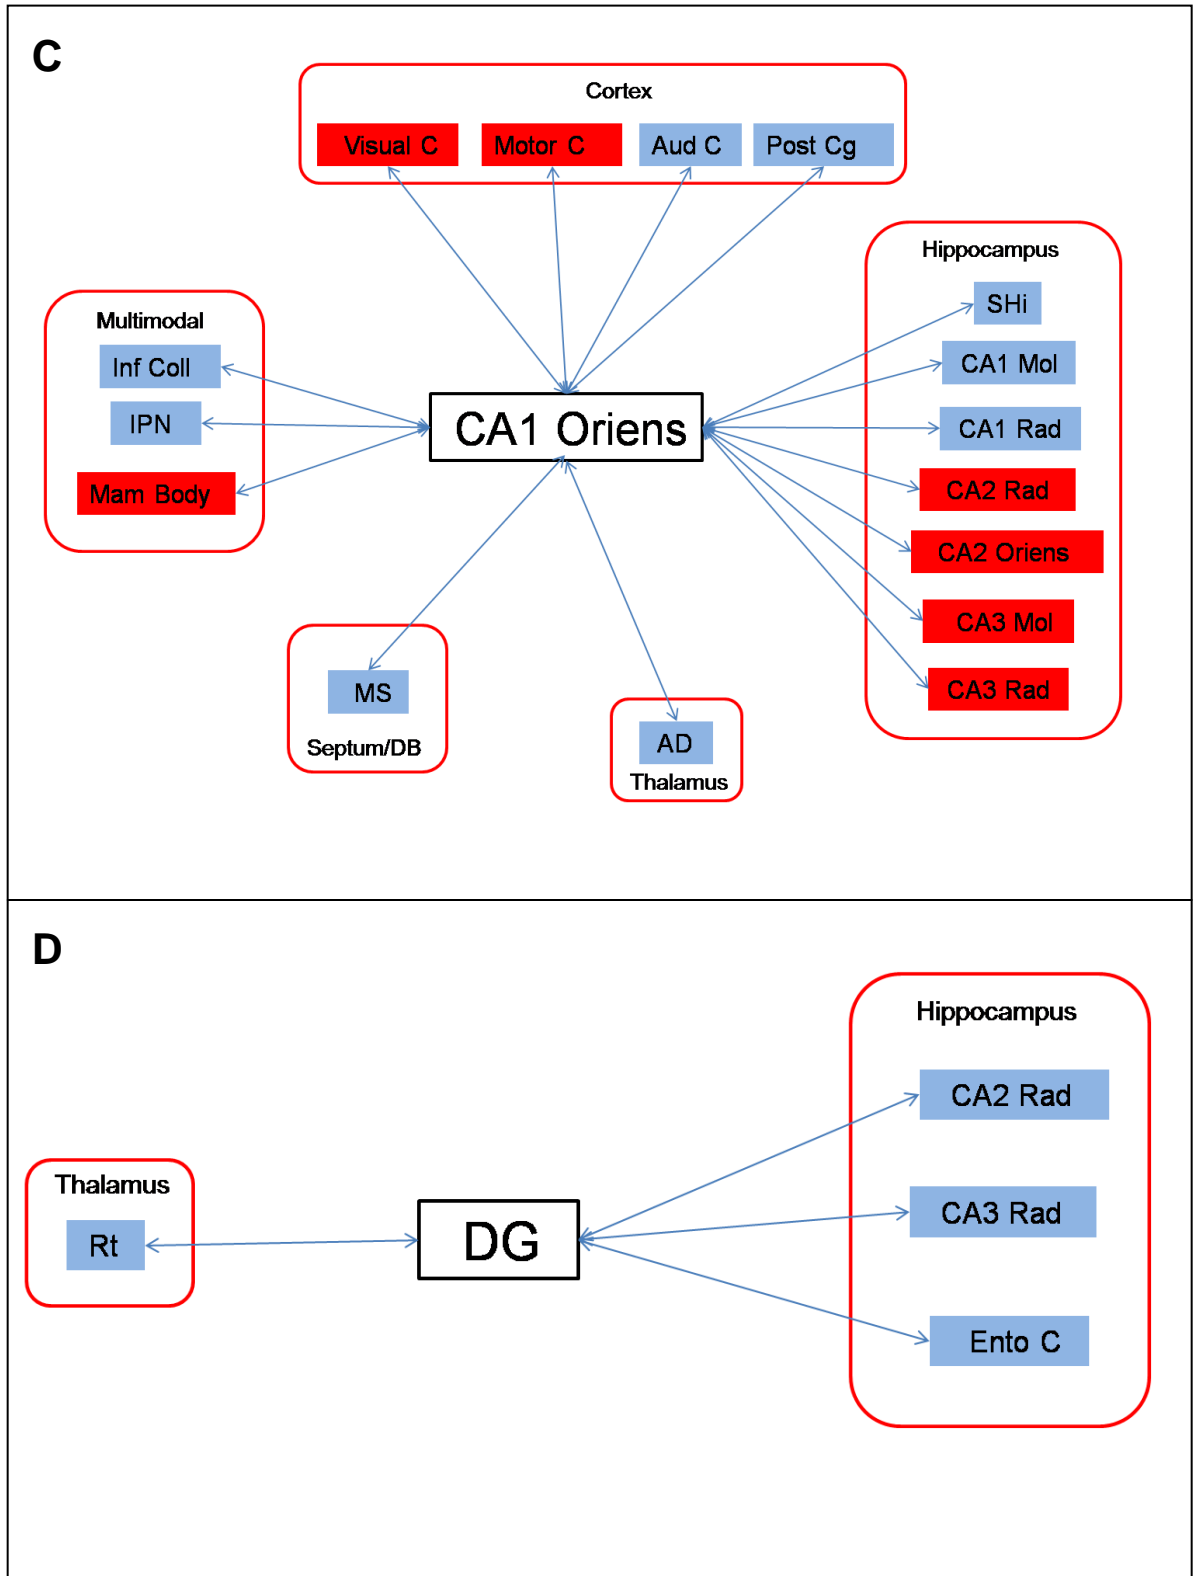 C
Cortex
Visual C
Motor C
Aud C
Post Cg
Hippocampus
SHi
CA1 Mol
CA1 Rad
CA2 Rad
CA2 Oriens
CA3 Mol
CA3 Rad
Multimodal
Inf Coll
IPN
Mam Body
CA1 Oriens
MS
Septum/DB
AD
Thalamus
D
Hippocampus
CA2 Rad
CA3 Rad
Ento C
Thalamus
Rt
DG